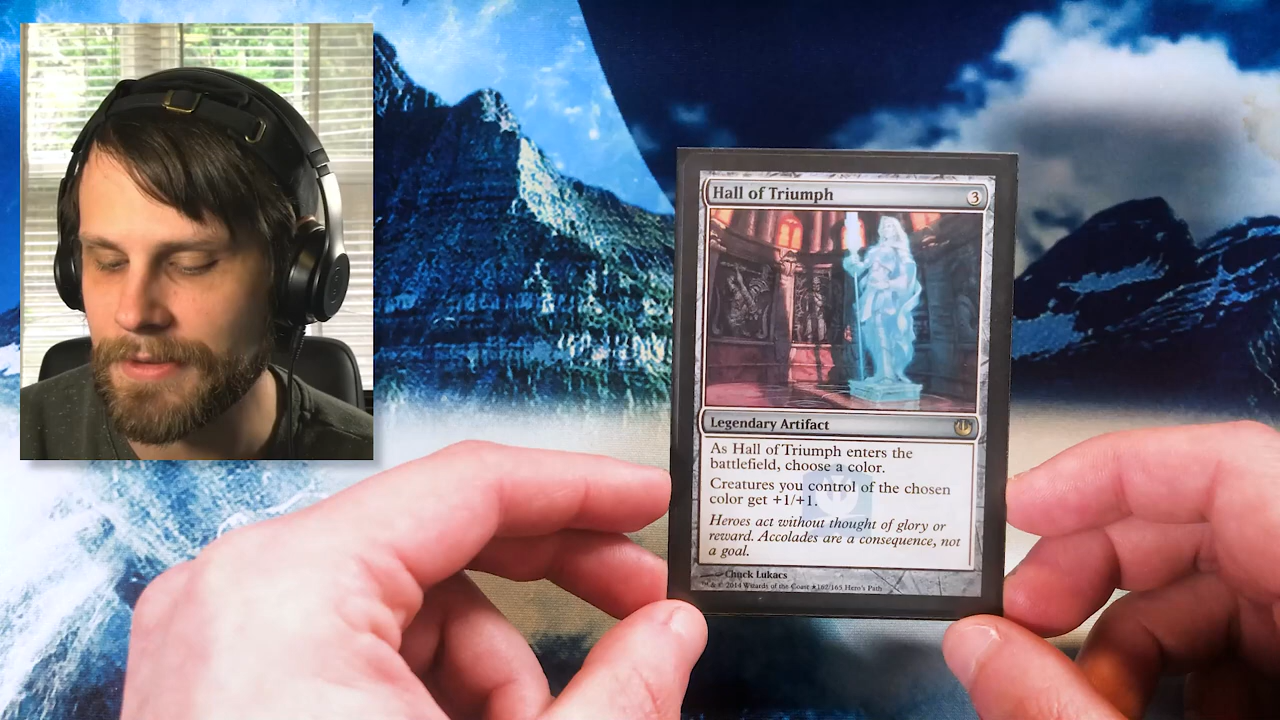 Hall of Triumph 3
Legendary Artifact
As Hall of Triumph enters the
battlefield, choose a color.
Creatures you control of the chosen
color get +1/+1.
Heroes act without thought of glory or
reward. Accolades are a consequence, not
a goal.
Chuck Lukacs
™ & © 2014 Wizards of the Coast ★162/165 Hero's Path